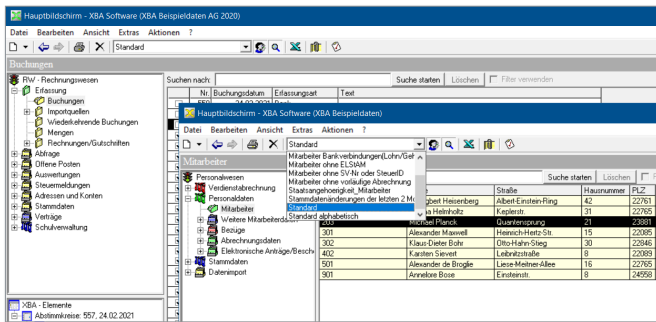 Hauptbildschirm - XBA Software (XBA Beispieldaten AG 2020)
Datei Bearbeiten Ansicht Extras Aktionen ?
Standard
Buchungen
RW - Rechnungswesen
Erfassung
Buchungen
Importquellen
Wiederkehrende Buchungen
Mengen
Rechnungen/Gutschriften
Abfrage
Offene Posten
Auswertungen
Steuermeldungen
Adressen und Konten
Stammdaten
Verträge
Schulverwaltung
XBA - Elemente
Abstimmkreise: 557, 24.02.2021
Suchen nach: Suche starten Löschen Filter verwenden
Nr. Buchungsdatum Erfassungsart Text
Hauptbildschirm - XBA Software (XBA Beispieldaten)
Datei Bearbeiten Ansicht Extras Aktionen ?
Standard
Mitarbeiter
Personalwesen
Verdienstabrechnung
Personaldaten
Mitarbeiter
Weitere Mitarbeiterd
Bezüge
Abrechnungsdaten
Elektronische Anträge/Besch
Stammdaten
Datenimport
Mitarbeiter Bankverbindungen(Lohn/Geh
Mitarbeiter ohne ELStAM
Mitarbeiter ohne SV-Nr oder SteuerID
Mitarbeiter ohne vorläufige Abrechnung
Staatsangehoerigkeit_Mitarbeiter
Stammdatenänderungen der letzten 2 Mo
Standard
Standard alphabetisch
Suche starten Löschen F
Straße Hausnummer PLZ
gbert Heisenberg Albert-Einstein-Ring 42 22761
a Helmholtz Keplerstr. 31 22765
203 Michael Planck Quantensprung 21 23881
301 Alexander Maxwell Heinrich-Hertz-Str. 15 22085
302 Klaus-Dieter Bohr Otto-Hahn-Stieg 30 22846
402 Karsten Sievert Leibnitzstraße 8 22089
501 Alexander de Broglie Liese-Meitner-Allee 16 22765
901 Annelore Bose Einsteinstr. 8 24558